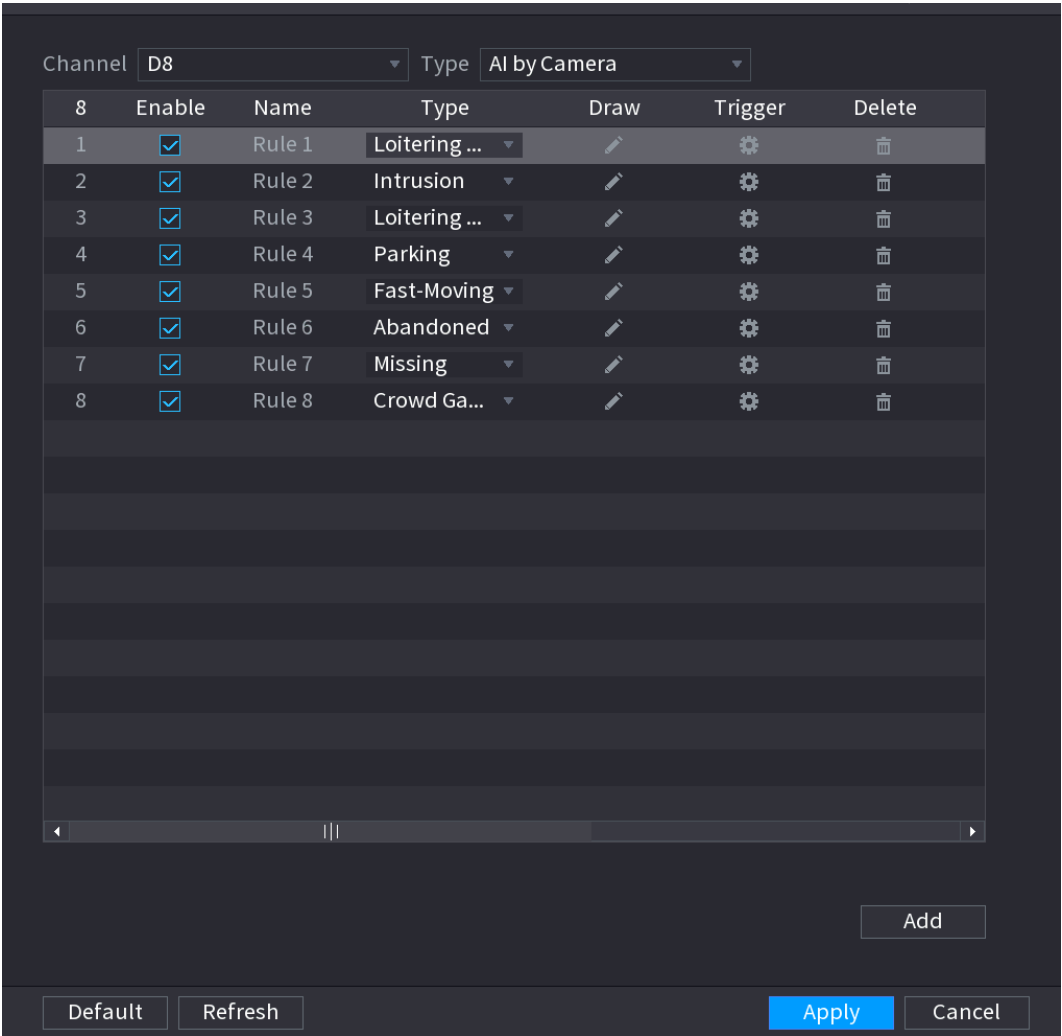 Channel D8 Type AI by Camera
8 Enable Name Type Draw Trigger Delete
1 Rule 1 Loitering ...
2 Rule 2 Intrusion
3 Rule 3 Loitering ...
4 Rule 4 Parking
5 Rule 5 Fast-Moving
6 Rule 6 Abandoned
7 Rule 7 Missing
8 Rule 8 Crowd Ga...
Add
Default Refresh Apply Cancel